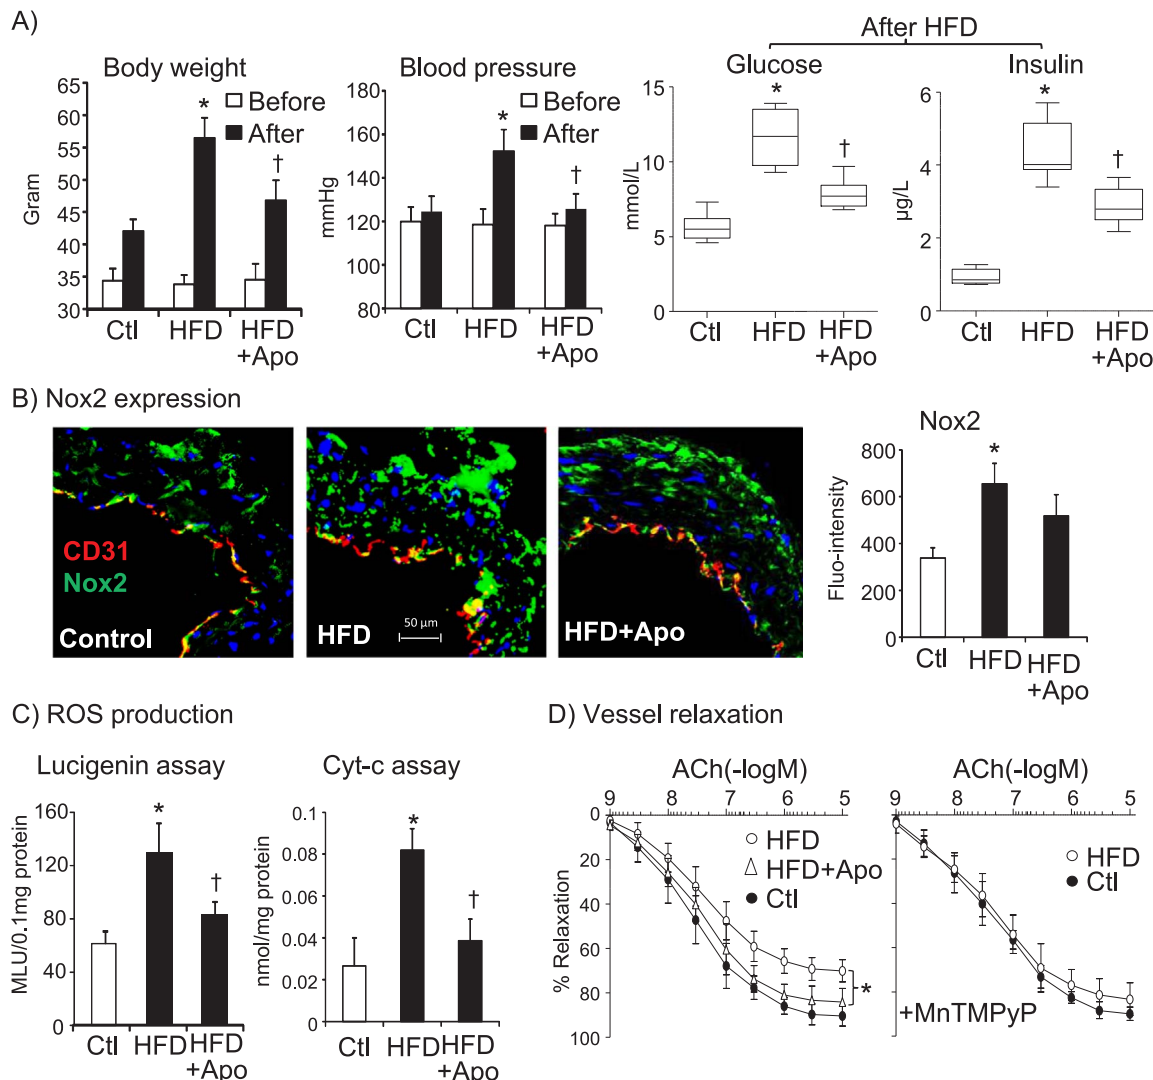 A)
After HFD
Body weight
Blood pressure
Glucose
Insulin
Gram
65
60
55
50
45
40
35
30
Before
After
*
†
Ctl
HFD
HFD
+Apo
mmHg
180
160
140
120
100
80
Before
After
*
†
Ctl
HFD
HFD
+Apo
mmol/L
15
10
5
0
*
†
Ctl
HFD
HFD
+Apo
µg/L
6
4
2
0
*
†
Ctl
HFD
HFD
+Apo
B) Nox2 expression
CD31
Nox2
Control
HFD
50 µm
HFD+Apo
Nox2
Fluo-intensity
800
600
400
200
0
*
Ctl
HFD
HFD
+Apo
C) ROS production
Lucigenin assay
MLU/0.1mg protein
160
120
80
40
0
*
†
Ctl
HFD
HFD
+Apo
Cyt-c assay
nmol/mg protein
0.1
0.08
0.06
0.04
0.02
0
*
†
Ctl
HFD
HFD
+Apo
D) Vessel relaxation
ACh(-logM)
9 8 7 6 5
% Relaxation
0
20
40
60
80
100
HFD
HFD+Apo
Ctl
*
ACh(-logM)
9 8 7 6 5
HFD
Ctl
+MnTMPyP